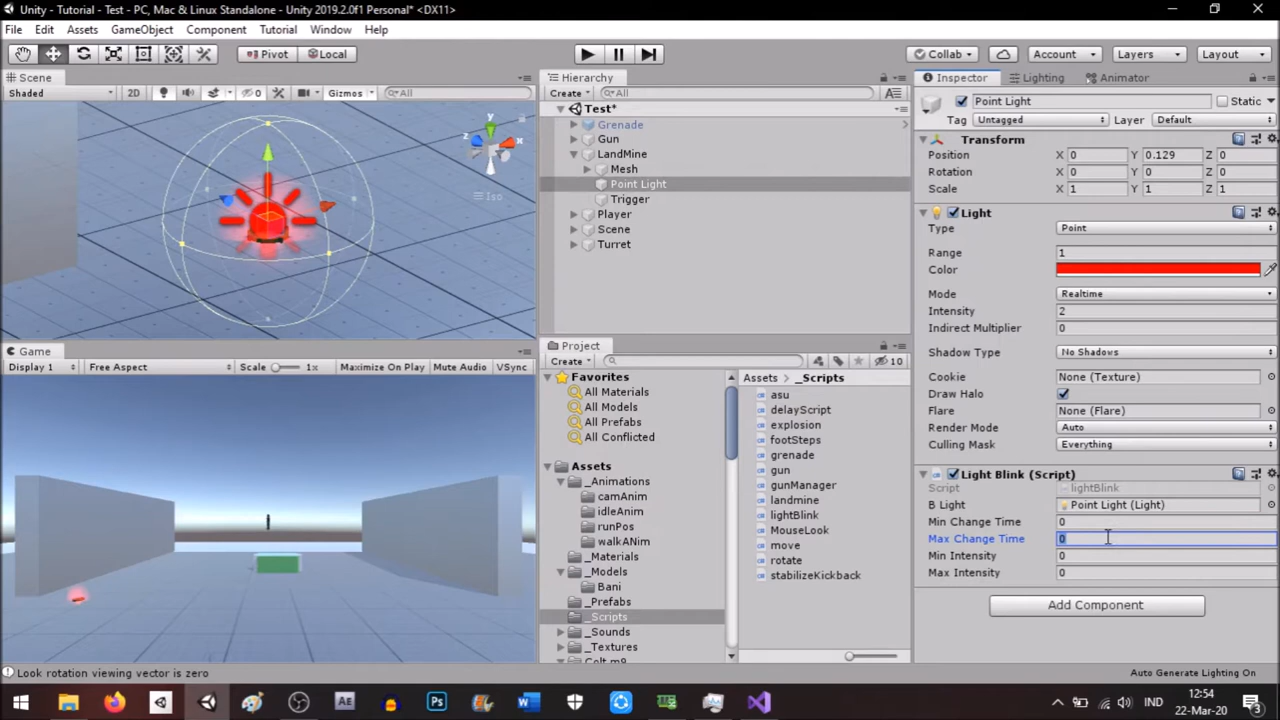 Tutorial - Test - PC, Mac & Linux Standalone - Unity 2019.2.0f1 Personal* <DX11>
File Edit Assets GameObject Component Tutorial Window Help
Pivot Local Collab Account Layers Layout
Scene
Shaded 2D Gizmos All
y
z
x
Iso
Game
Display 1 Free Aspect Scale 1x Maximize On Play Mute Audio VSync
Hierarchy
Create All
Test*
Grenade
Gun
LandMine
Mesh
Point Light
Trigger
Player
Scene
Turret
Project
Create 10
Favorites
All Materials
All Models
All Prefabs
All Conflicted
Assets
_Animations
camAnim
idleAnim
runPos
walkANim
_Materials
_Models
Bani
_Prefabs
_Scripts
_Sounds
_Textures
Colt m9
Assets _Scripts
asu
delayScript
explosion
footSteps
grenade
gun
gunManager
landmine
lightBlink
MouseLook
move
rotate
stabilizeKickback
Inspector Lighting Animator
Point Light Static
Tag Untagged Layer Default
Transform
Position X 0 Y 0.129 Z 0
Rotation X 0 Y 0 Z 0
Scale X 1 Y 1 Z 1
Light
Type Point
Range 1
Color
Mode Realtime
Intensity 2
Indirect Multiplier 0
Shadow Type No Shadows
Cookie None (Texture)
Draw Halo
Flare None (Flare)
Render Mode Auto
Culling Mask Everything
Light Blink (Script)
Script lightBlink
B Light Point Light (Light)
Min Change Time 0
Max Change Time 0
Min Intensity 0
Max Intensity 0
Add Component
Look rotation viewing vector is zero
Auto Generate Lighting On
Ae Ps IND 12:54
22-Mar-20 3